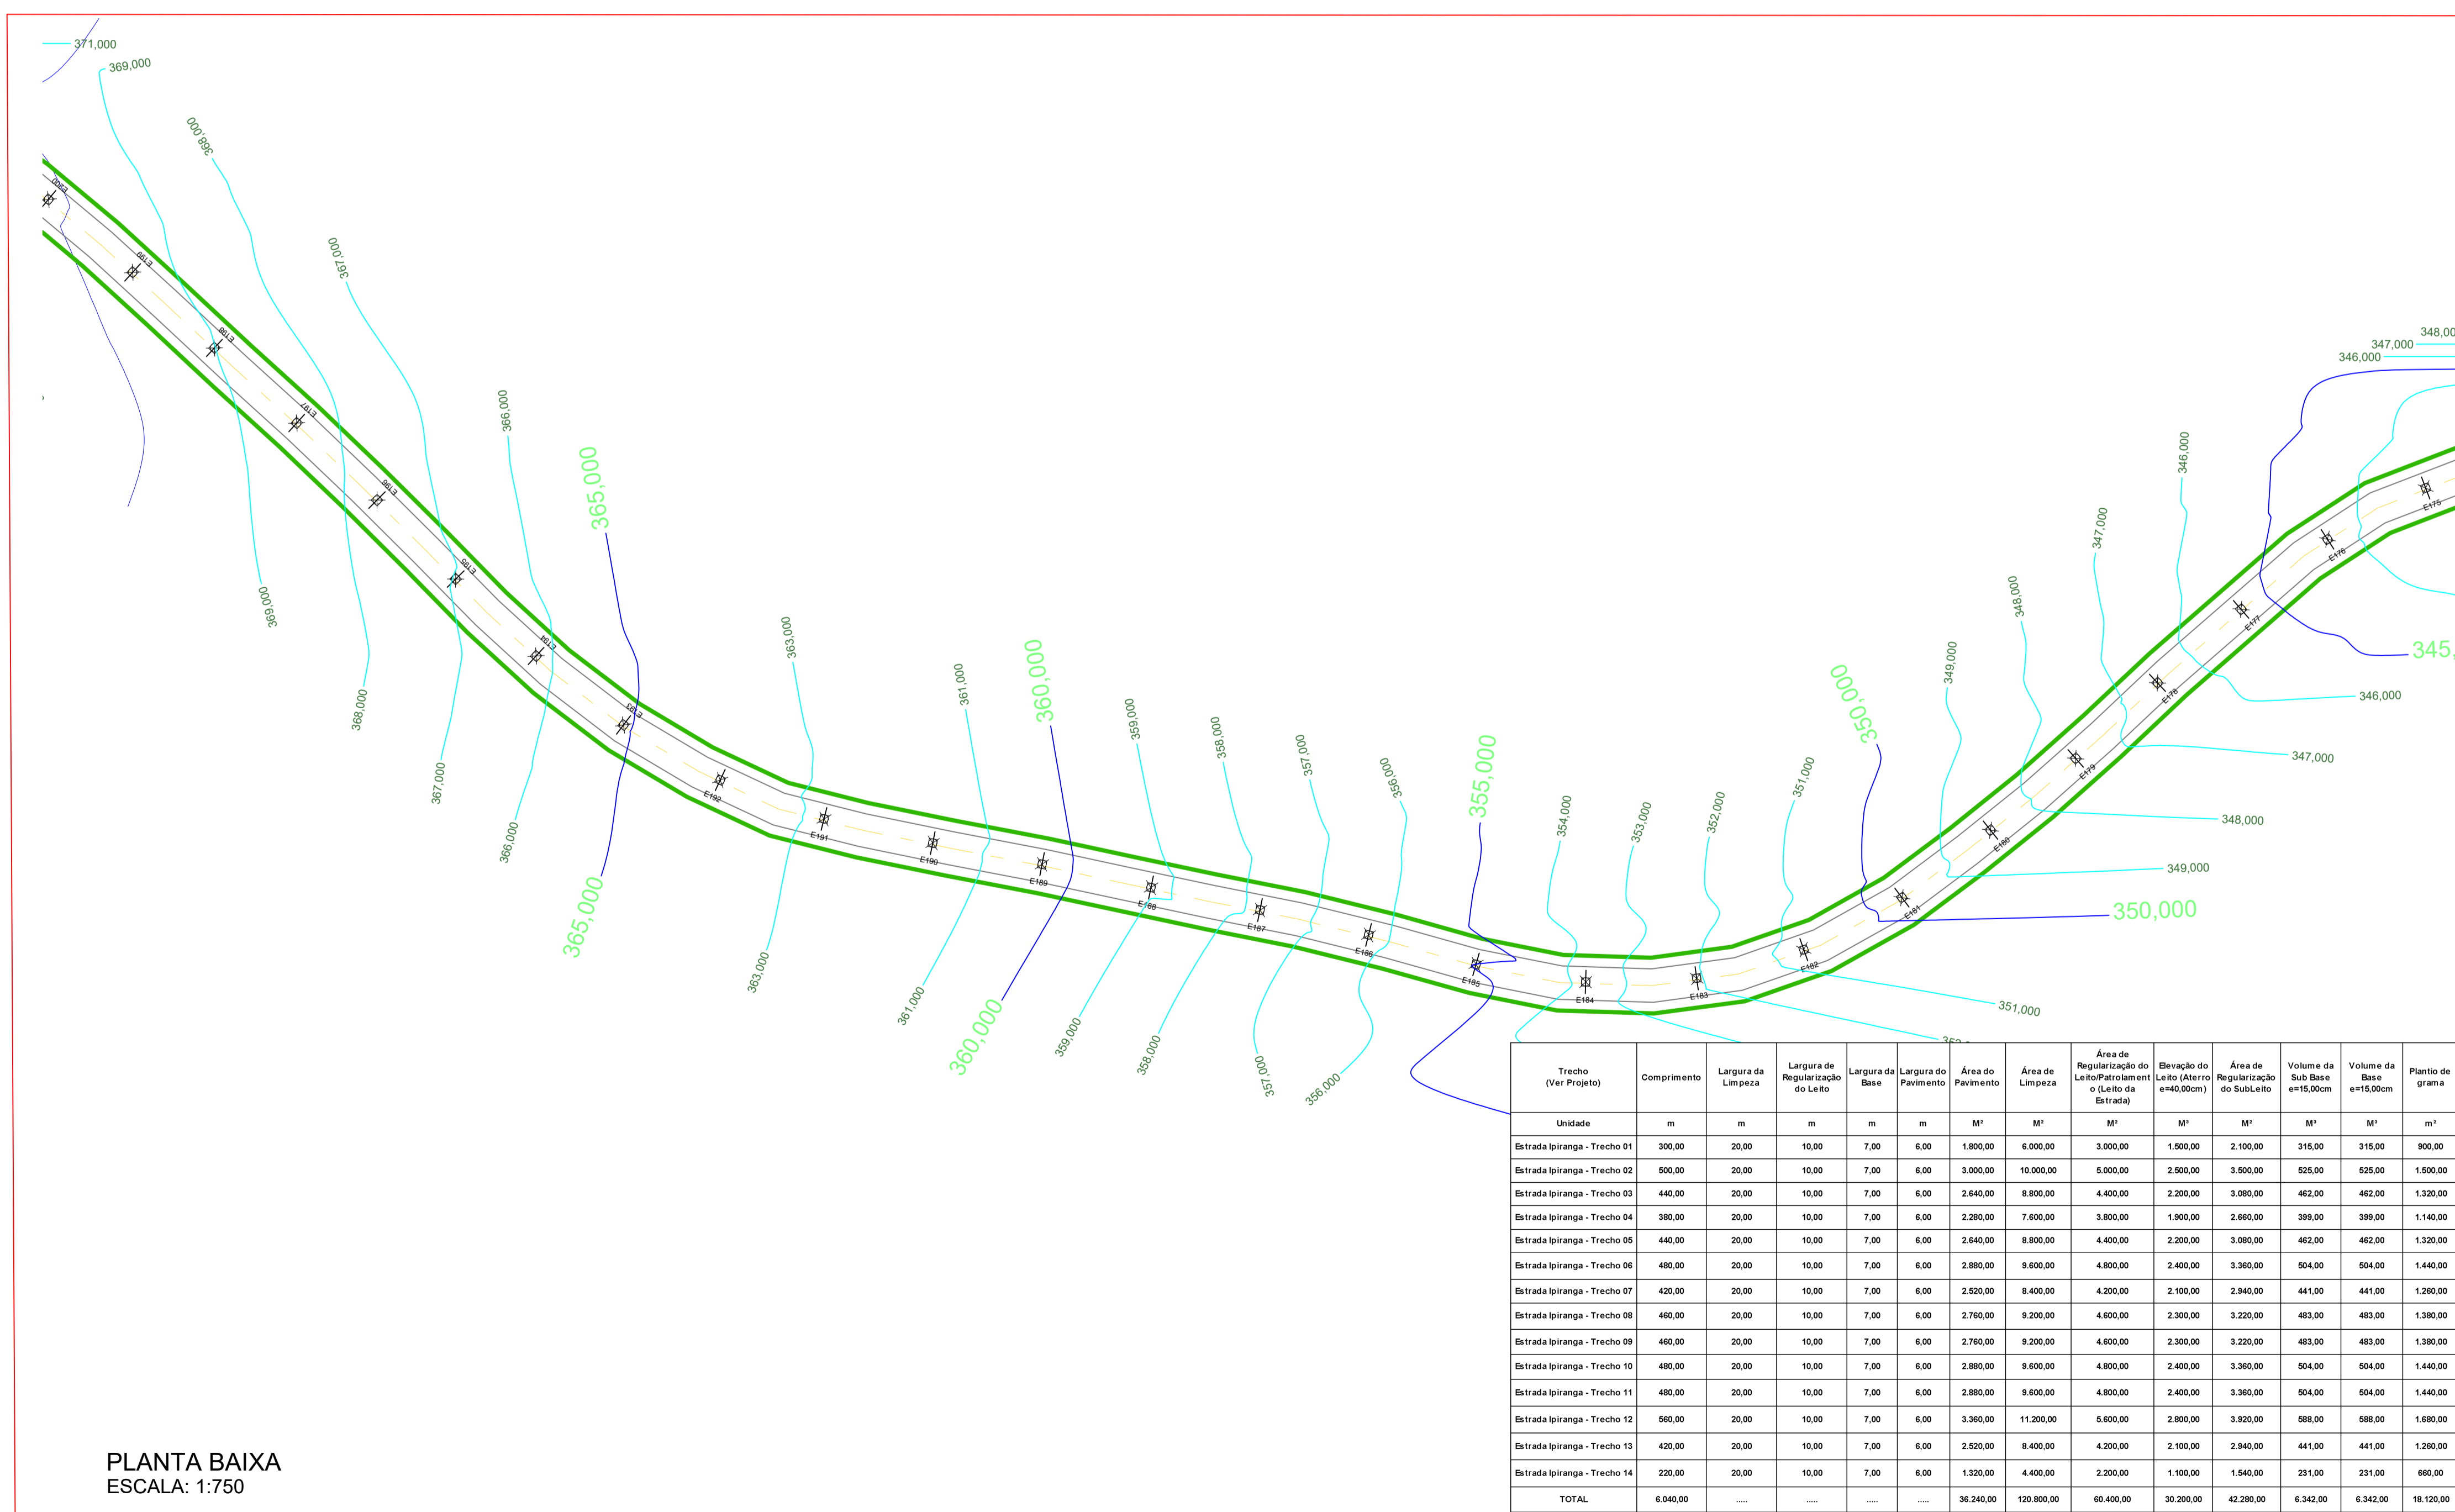 371,000
369,000
368,000
367,000
366,000
365,000
363,000
361,000
360,000
359,000
358,000
357,000
356,000
355,000
354,000
353,000
352,000
351,000
350,000
349,000
348,000
347,000
346,000
346,000
347,000
E200
E199
E198
E197
E196
E195
E194
E193
E192
E191
E190
E189
E188
E187
E186
E185
E184
E183
E182
E181
E180
E179
E178
E177
E176
E175
369,000
368,000
367,000
366,000
365,000
363,000
361,000
360,000
359,000
358,000
357,000
356,000
351,000
350,000
349,000
348,000
347,000
346,000
Trecho (Ver Projeto) Comprimento Largura da Limpeza Largura de Regularização do Leito Largura da Base Largura do Pavimento Área do Pavimento Área de Limpeza Área de Regularização do Leito/Patrolamento (Leito da Estrada) Elevação do Leito (Aterro e=40,00cm) Área de Regularização do SubLeito Volume da Sub Base e=15,00cm Volume da Base e=15,00cm Plantio de grama
Unidade m m m m m M² M² M² M³ M² M³ M³ m²
Estrada Ipiranga - Trecho 01 300,00 20,00 10,00 7,00 6,00 1.800,00 6.000,00 3.000,00 1.500,00 2.100,00 315,00 315,00 900,00
Estrada Ipiranga - Trecho 02 500,00 20,00 10,00 7,00 6,00 3.000,00 10.000,00 5.000,00 2.500,00 3.500,00 525,00 525,00 1.500,00
Estrada Ipiranga - Trecho 03 440,00 20,00 10,00 7,00 6,00 2.640,00 8.800,00 4.400,00 2.200,00 3.080,00 462,00 462,00 1.320,00
Estrada Ipiranga - Trecho 04 380,00 20,00 10,00 7,00 6,00 2.280,00 7.600,00 3.800,00 1.900,00 2.660,00 399,00 399,00 1.140,00
Estrada Ipiranga - Trecho 05 440,00 20,00 10,00 7,00 6,00 2.640,00 8.800,00 4.400,00 2.200,00 3.080,00 462,00 462,00 1.320,00
Estrada Ipiranga - Trecho 06 480,00 20,00 10,00 7,00 6,00 2.880,00 9.600,00 4.800,00 2.400,00 3.360,00 504,00 504,00 1.440,00
Estrada Ipiranga - Trecho 07 420,00 20,00 10,00 7,00 6,00 2.520,00 8.400,00 4.200,00 2.100,00 2.940,00 441,00 441,00 1.260,00
Estrada Ipiranga - Trecho 08 460,00 20,00 10,00 7,00 6,00 2.760,00 9.200,00 4.600,00 2.300,00 3.220,00 483,00 483,00 1.380,00
Estrada Ipiranga - Trecho 09 460,00 20,00 10,00 7,00 6,00 2.760,00 9.200,00 4.600,00 2.300,00 3.220,00 483,00 483,00 1.380,00
Estrada Ipiranga - Trecho 10 480,00 20,00 10,00 7,00 6,00 2.880,00 9.600,00 4.800,00 2.400,00 3.360,00 504,00 504,00 1.440,00
Estrada Ipiranga - Trecho 11 480,00 20,00 10,00 7,00 6,00 2.880,00 9.600,00 4.800,00 2.400,00 3.360,00 504,00 504,00 1.440,00
Estrada Ipiranga - Trecho 12 560,00 20,00 10,00 7,00 6,00 3.360,00 11.200,00 5.600,00 2.800,00 3.920,00 588,00 588,00 1.680,00
Estrada Ipiranga - Trecho 13 420,00 20,00 10,00 7,00 6,00 2.520,00 8.400,00 4.200,00 2.100,00 2.940,00 441,00 441,00 1.260,00
Estrada Ipiranga - Trecho 14 220,00 20,00 10,00 7,00 6,00 1.320,00 4.400,00 2.200,00 1.100,00 1.540,00 231,00 231,00 660,00
TOTAL 6.040,00 ..... ..... ..... ..... 36.240,00 120.800,00 60.400,00 30.200,00 42.280,00 6.342,00 6.342,00 18.120,00
PLANTA BAIXA
ESCALA: 1:750